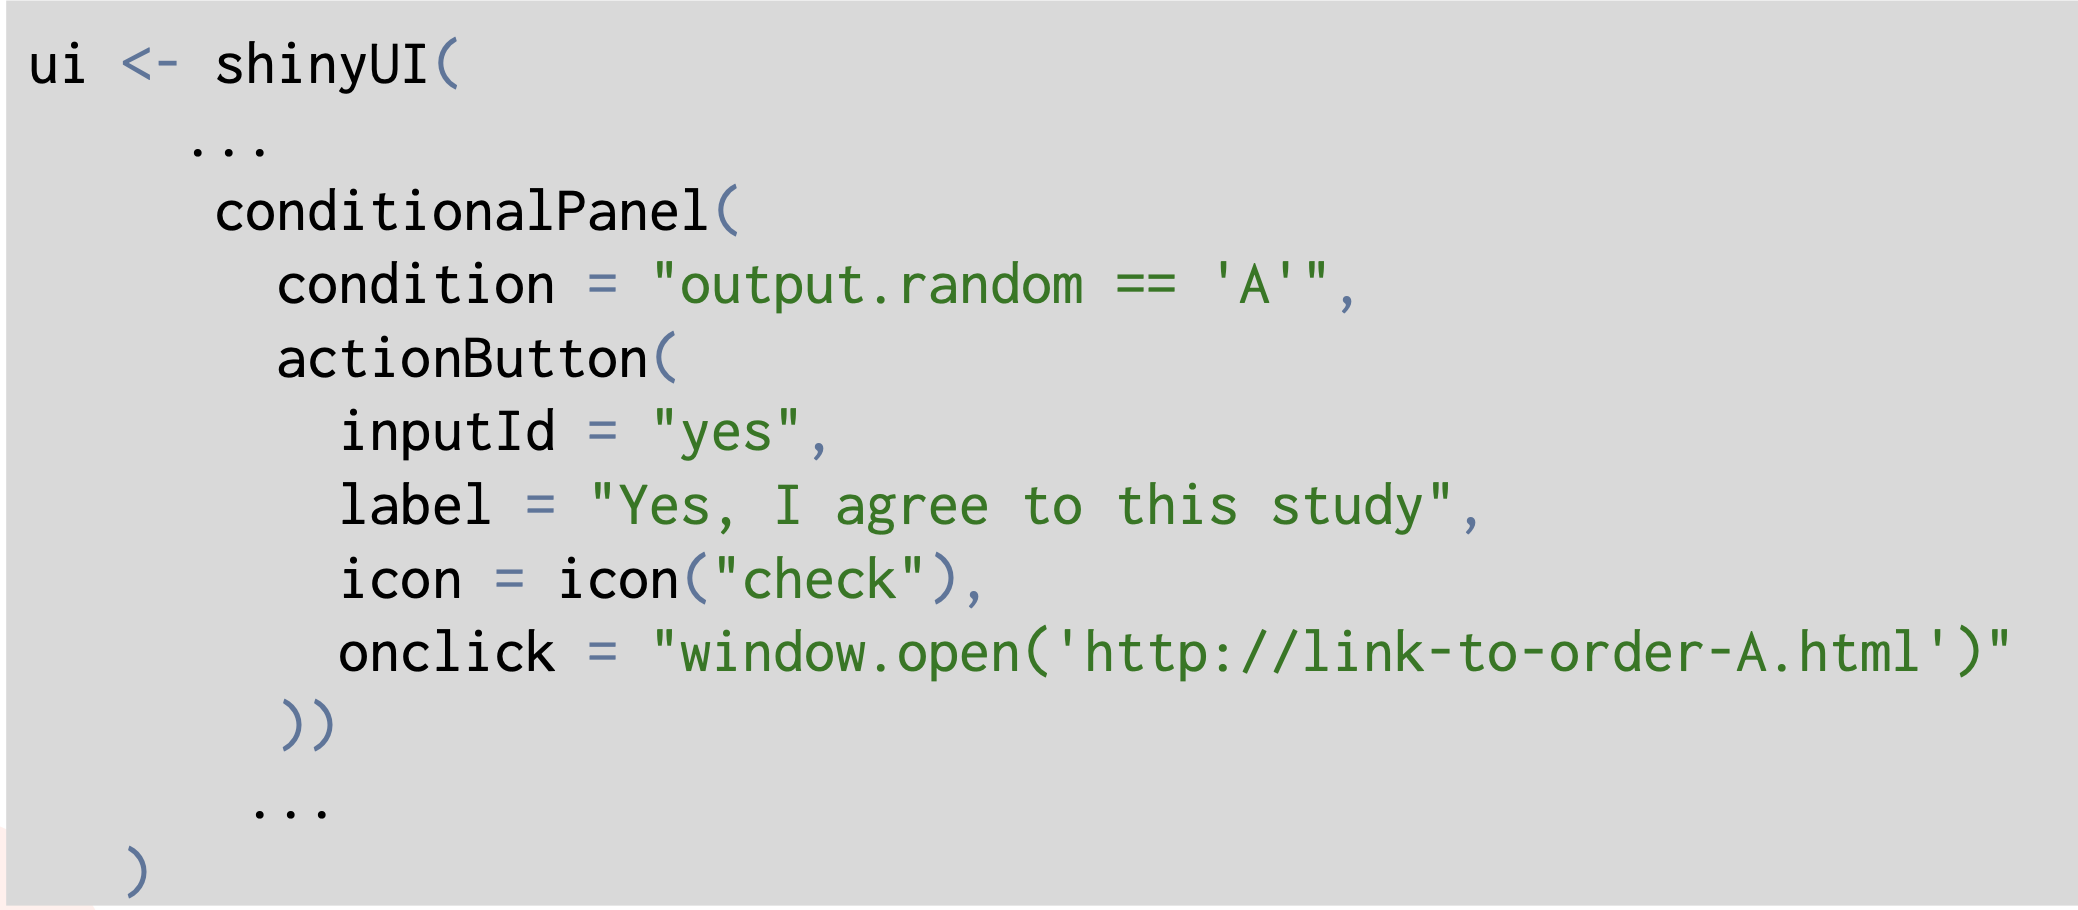 ui <- shinyUI(
...
conditionalPanel(
condition = "output.random == 'A'",
actionButton(
inputId = "yes",
label = "Yes, I agree to this study",
icon = icon("check"),
onclick = "window.open('http://link-to-order-A.html')"
))
...
)